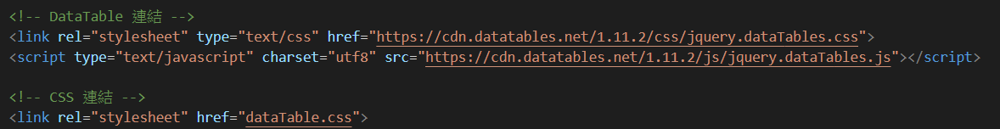 <!-- DataTable 連結 -->
<link rel="stylesheet" type="text/css" href="https://cdn.datatables.net/1.11.2/css/jquery.dataTables.css">
<script type="text/javascript" charset="utf8" src="https://cdn.datatables.net/1.11.2/js/jquery.dataTables.js"></script>
<!-- CSS 連結 -->
<link rel="stylesheet" href="dataTable.css">